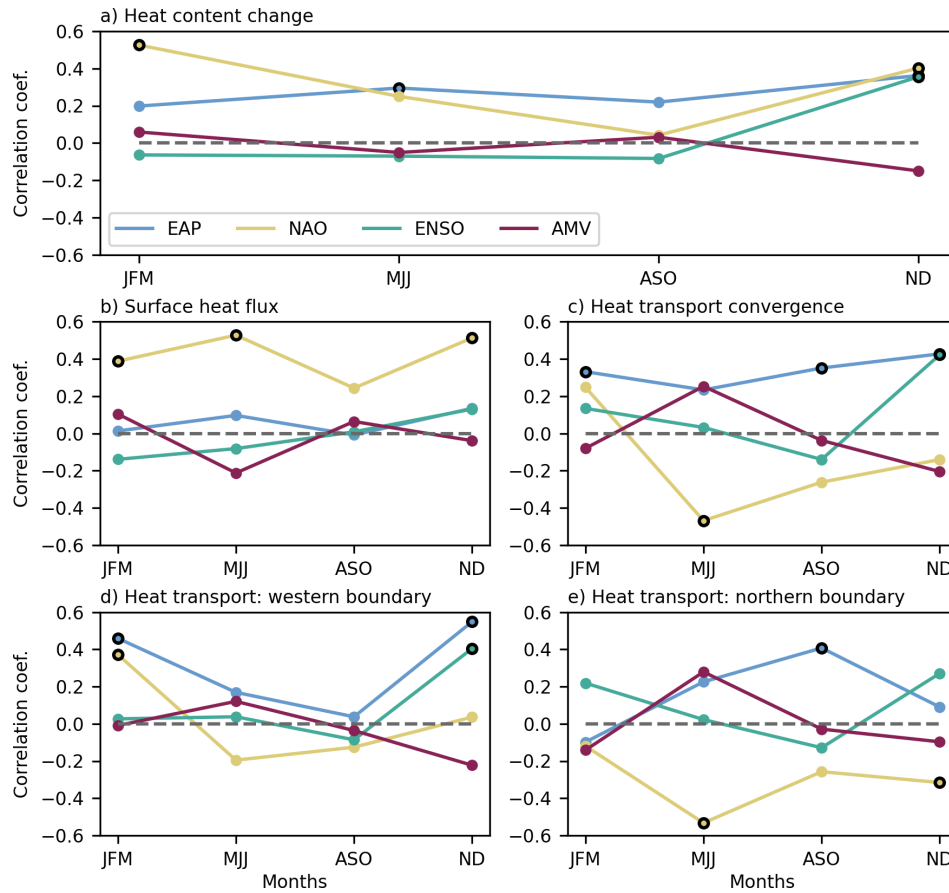 a) Heat content change
Correlation coef.
0.6
0.4
0.2
0.0
−0.2
−0.4
−0.6
EAP NAO ENSO AMV
JFM MJJ ASO ND
b) Surface heat flux
Correlation coef.
0.6
0.4
0.2
0.0
−0.2
−0.4
−0.6
JFM MJJ ASO ND
c) Heat transport convergence
0.6
0.4
0.2
0.0
−0.2
−0.4
−0.6
JFM MJJ ASO ND
d) Heat transport: western boundary
Correlation coef.
0.6
0.4
0.2
0.0
−0.2
−0.4
−0.6
JFM MJJ ASO ND
Months
e) Heat transport: northern boundary
0.6
0.4
0.2
0.0
−0.2
−0.4
−0.6
JFM MJJ ASO ND
Months